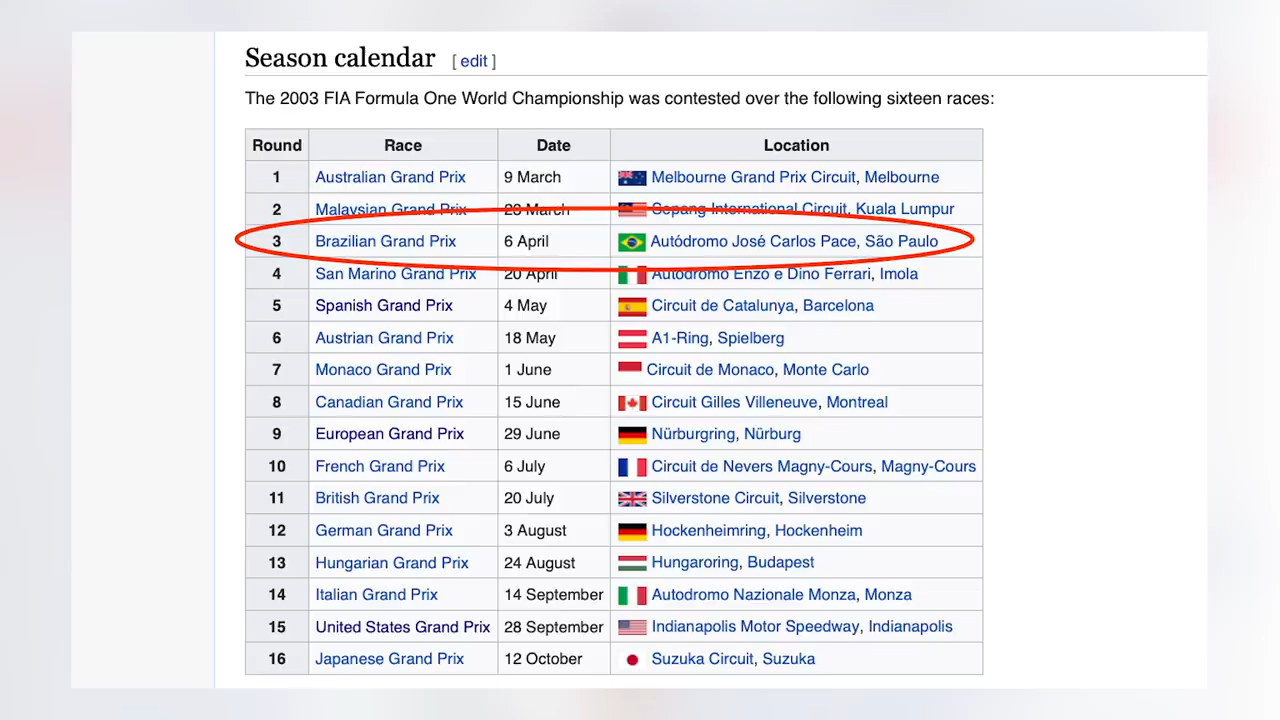 Season calendar [ edit ]
The 2003 FIA Formula One World Championship was contested over the following sixteen races:
Round Race Date Location
1 Australian Grand Prix 9 March Melbourne Grand Prix Circuit, Melbourne
2 Malaysian Grand Prix 23 March Sepang International Circuit, Kuala Lumpur
3 Brazilian Grand Prix 6 April Autódromo José Carlos Pace, São Paulo
4 San Marino Grand Prix 20 April Autodromo Enzo e Dino Ferrari, Imola
5 Spanish Grand Prix 4 May Circuit de Catalunya, Barcelona
6 Austrian Grand Prix 18 May A1-Ring, Spielberg
7 Monaco Grand Prix 1 June Circuit de Monaco, Monte Carlo
8 Canadian Grand Prix 15 June Circuit Gilles Villeneuve, Montreal
9 European Grand Prix 29 June Nürburgring, Nürburg
10 French Grand Prix 6 July Circuit de Nevers Magny-Cours, Magny-Cours
11 British Grand Prix 20 July Silverstone Circuit, Silverstone
12 German Grand Prix 3 August Hockenheimring, Hockenheim
13 Hungarian Grand Prix 24 August Hungaroring, Budapest
14 Italian Grand Prix 14 September Autodromo Nazionale Monza, Monza
15 United States Grand Prix 28 September Indianapolis Motor Speedway, Indianapolis
16 Japanese Grand Prix 12 October Suzuka Circuit, Suzuka